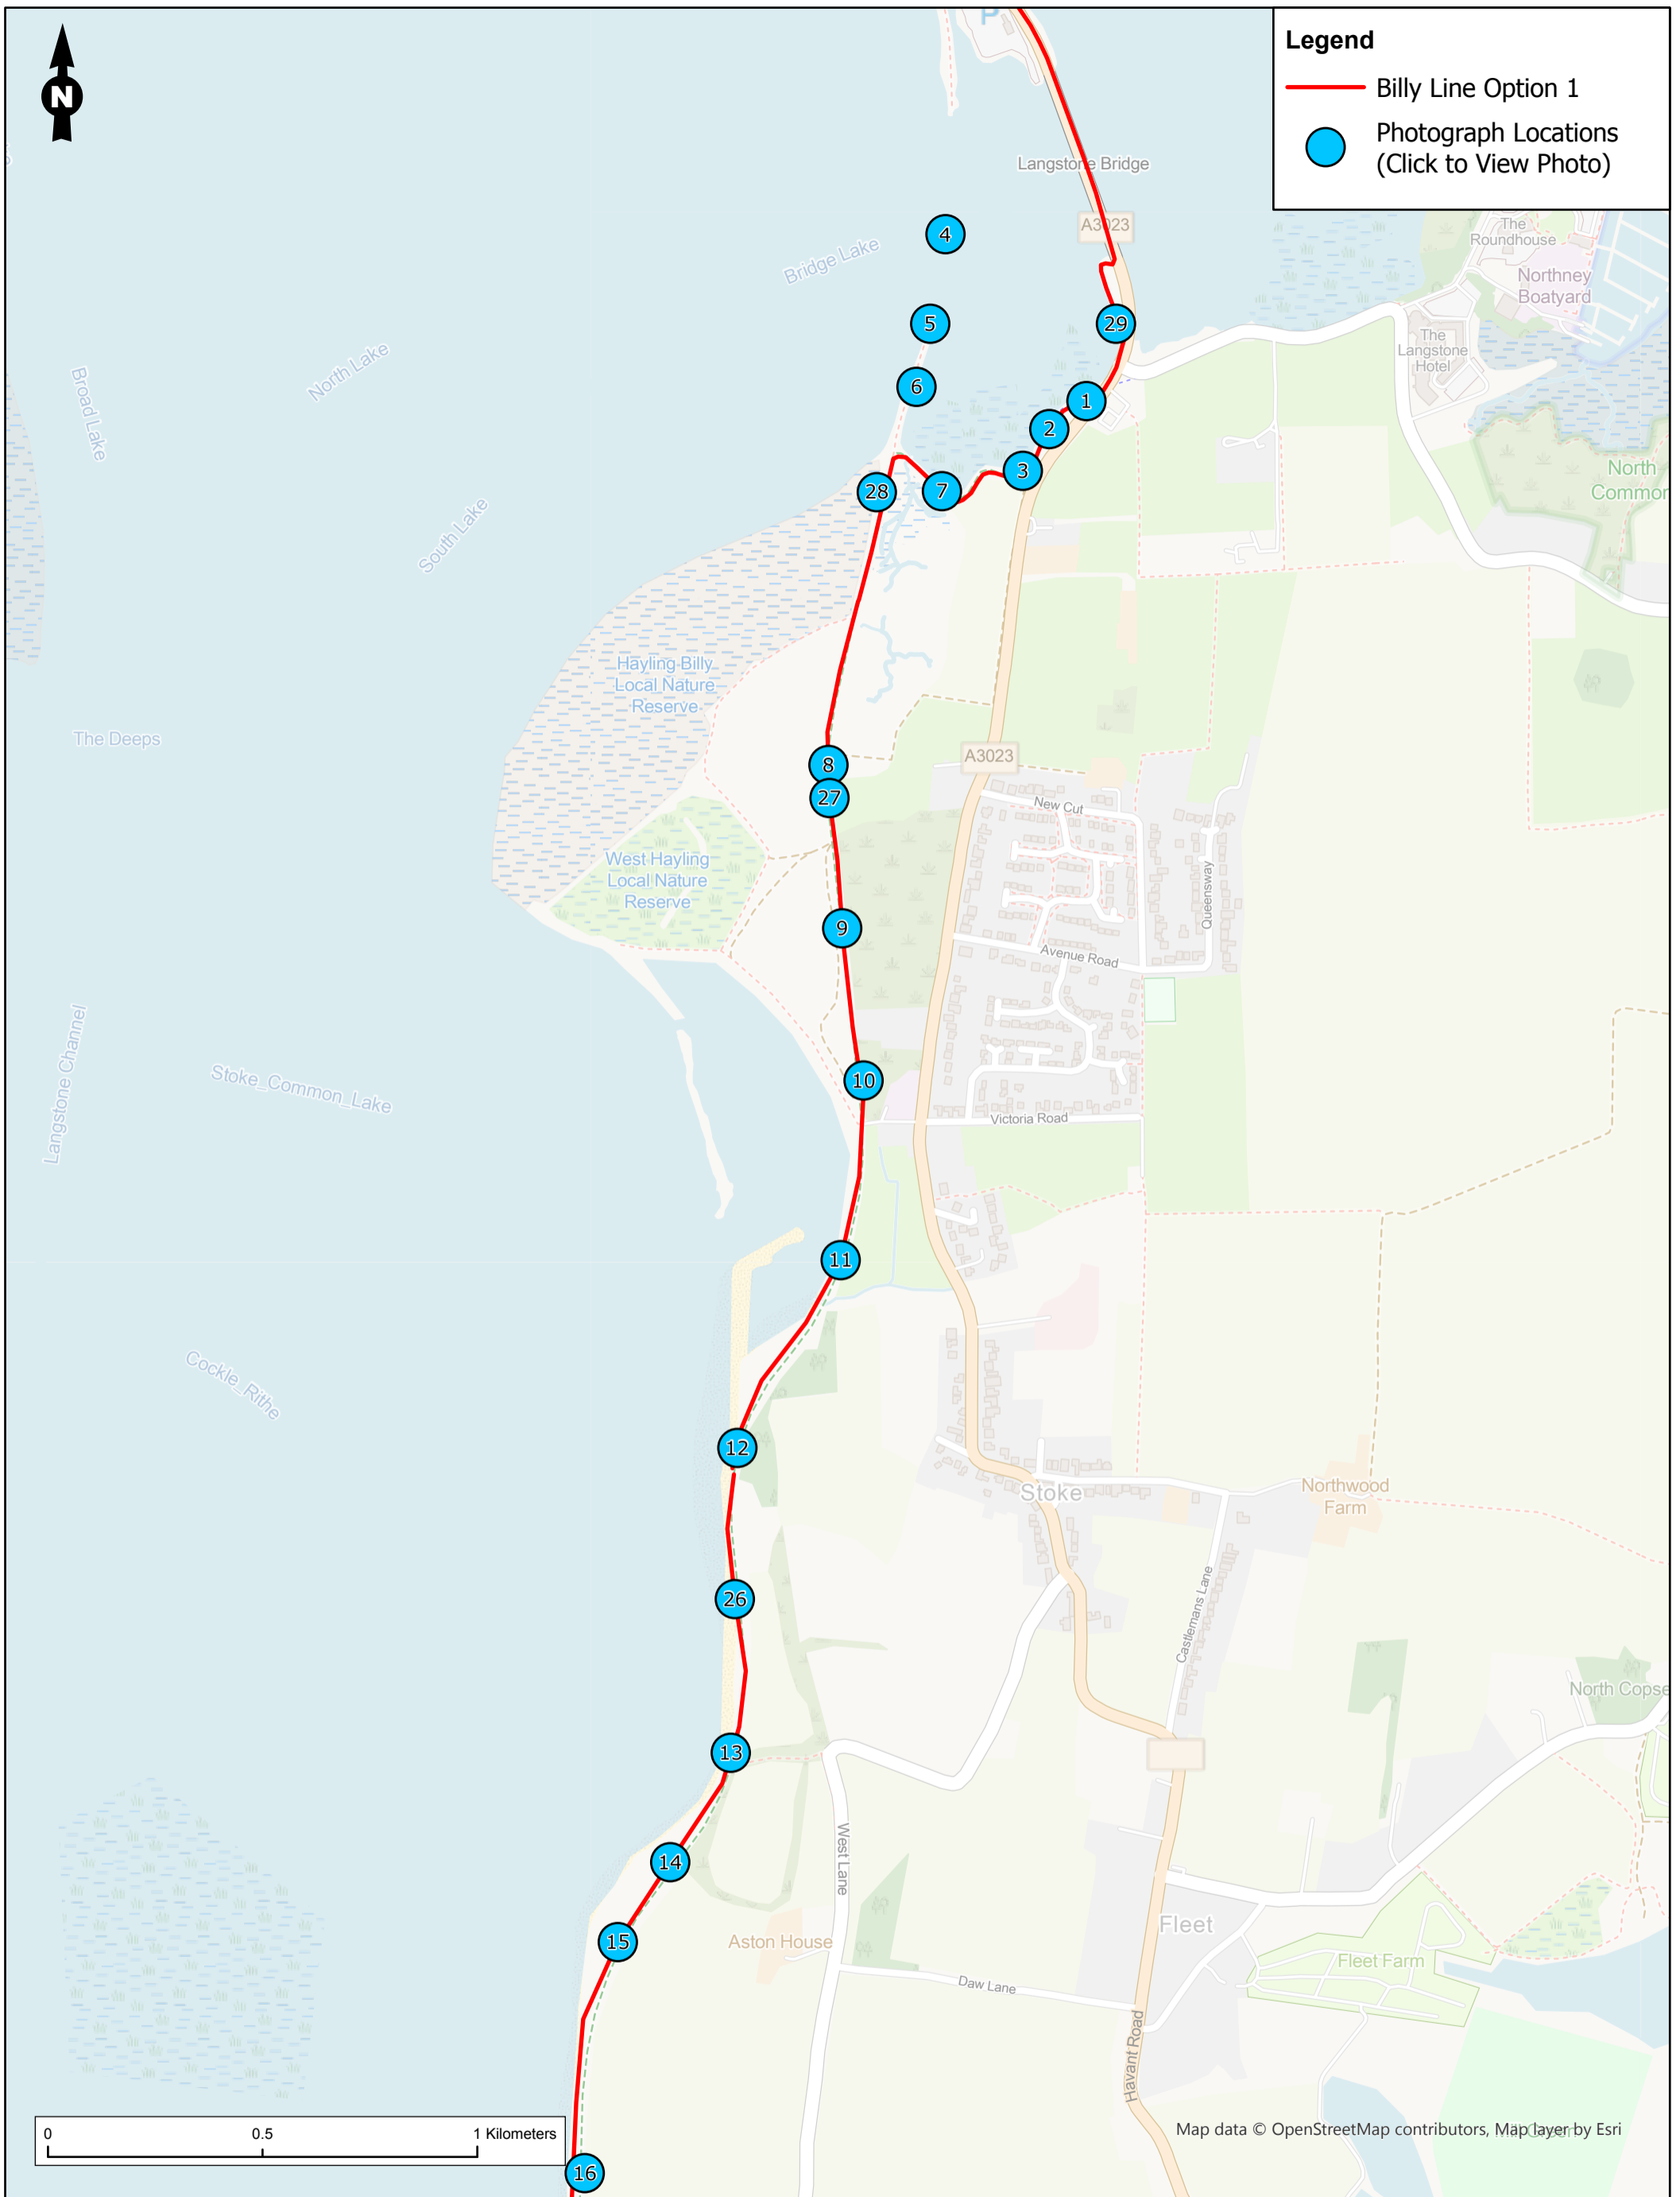 N
P
Legend
Billy Line Option 1
Photograph Locations
(Click to View Photo)
Langstone Bridge
A3023
4
Bridge Lake
The
Roundhouse
Northney
Boatyard
5
29
The
Langstone
Hotel
North Lake
Broad Lake
6
1
2
3
North
Common
28
7
South Lake
Hayling Billy
Local Nature
Reserve
The Deeps
A3023
8
27
New Cut
West Hayling
Local Nature
Reserve
Queensway
9
Avenue Road
Langstone Channel
Stoke_Common_Lake
10
Victoria Road
11
Cockle_Rithe
12
Stoke
Northwood
Farm
26
Castlemans Lane
North Copse
13
14
West Lane
15
Aston House
Fleet
Fleet Farm
Daw Lane
Havant Road
0
0.5
1 Kilometers
Map data © OpenStreetMap contributors, Map layer by Esri
16